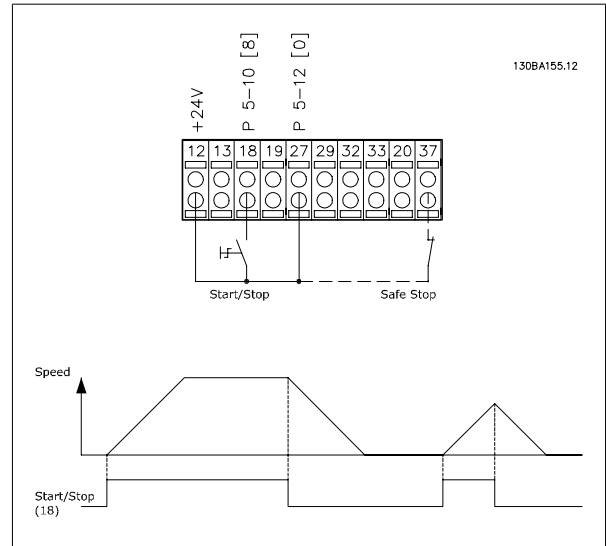 130BA155.12
+24V
P 5-10 [8]
P 5-12 [0]
12 13 18 19 27 29 32 33 20 37
Start/Stop
Safe Stop
Speed
Start/Stop
(18)